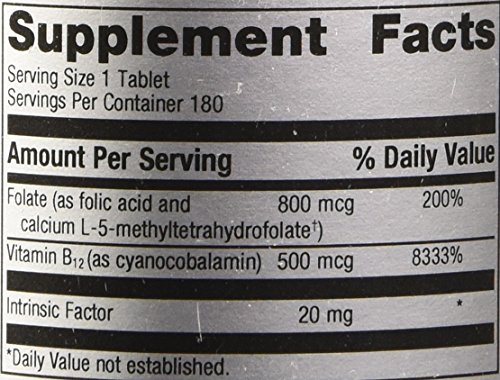 Supplement Facts
Serving Size 1 Tablet
Servings Per Container 180
Amount Per Serving % Daily Value
Folate (as folic acid and 800 mcg 200%
calcium L-5-methyltetrahydrofolate†)
Vitamin B12 (as cyanocobalamin) 500 mcg 8333%
Intrinsic Factor 20 mg *
*Daily Value not established.